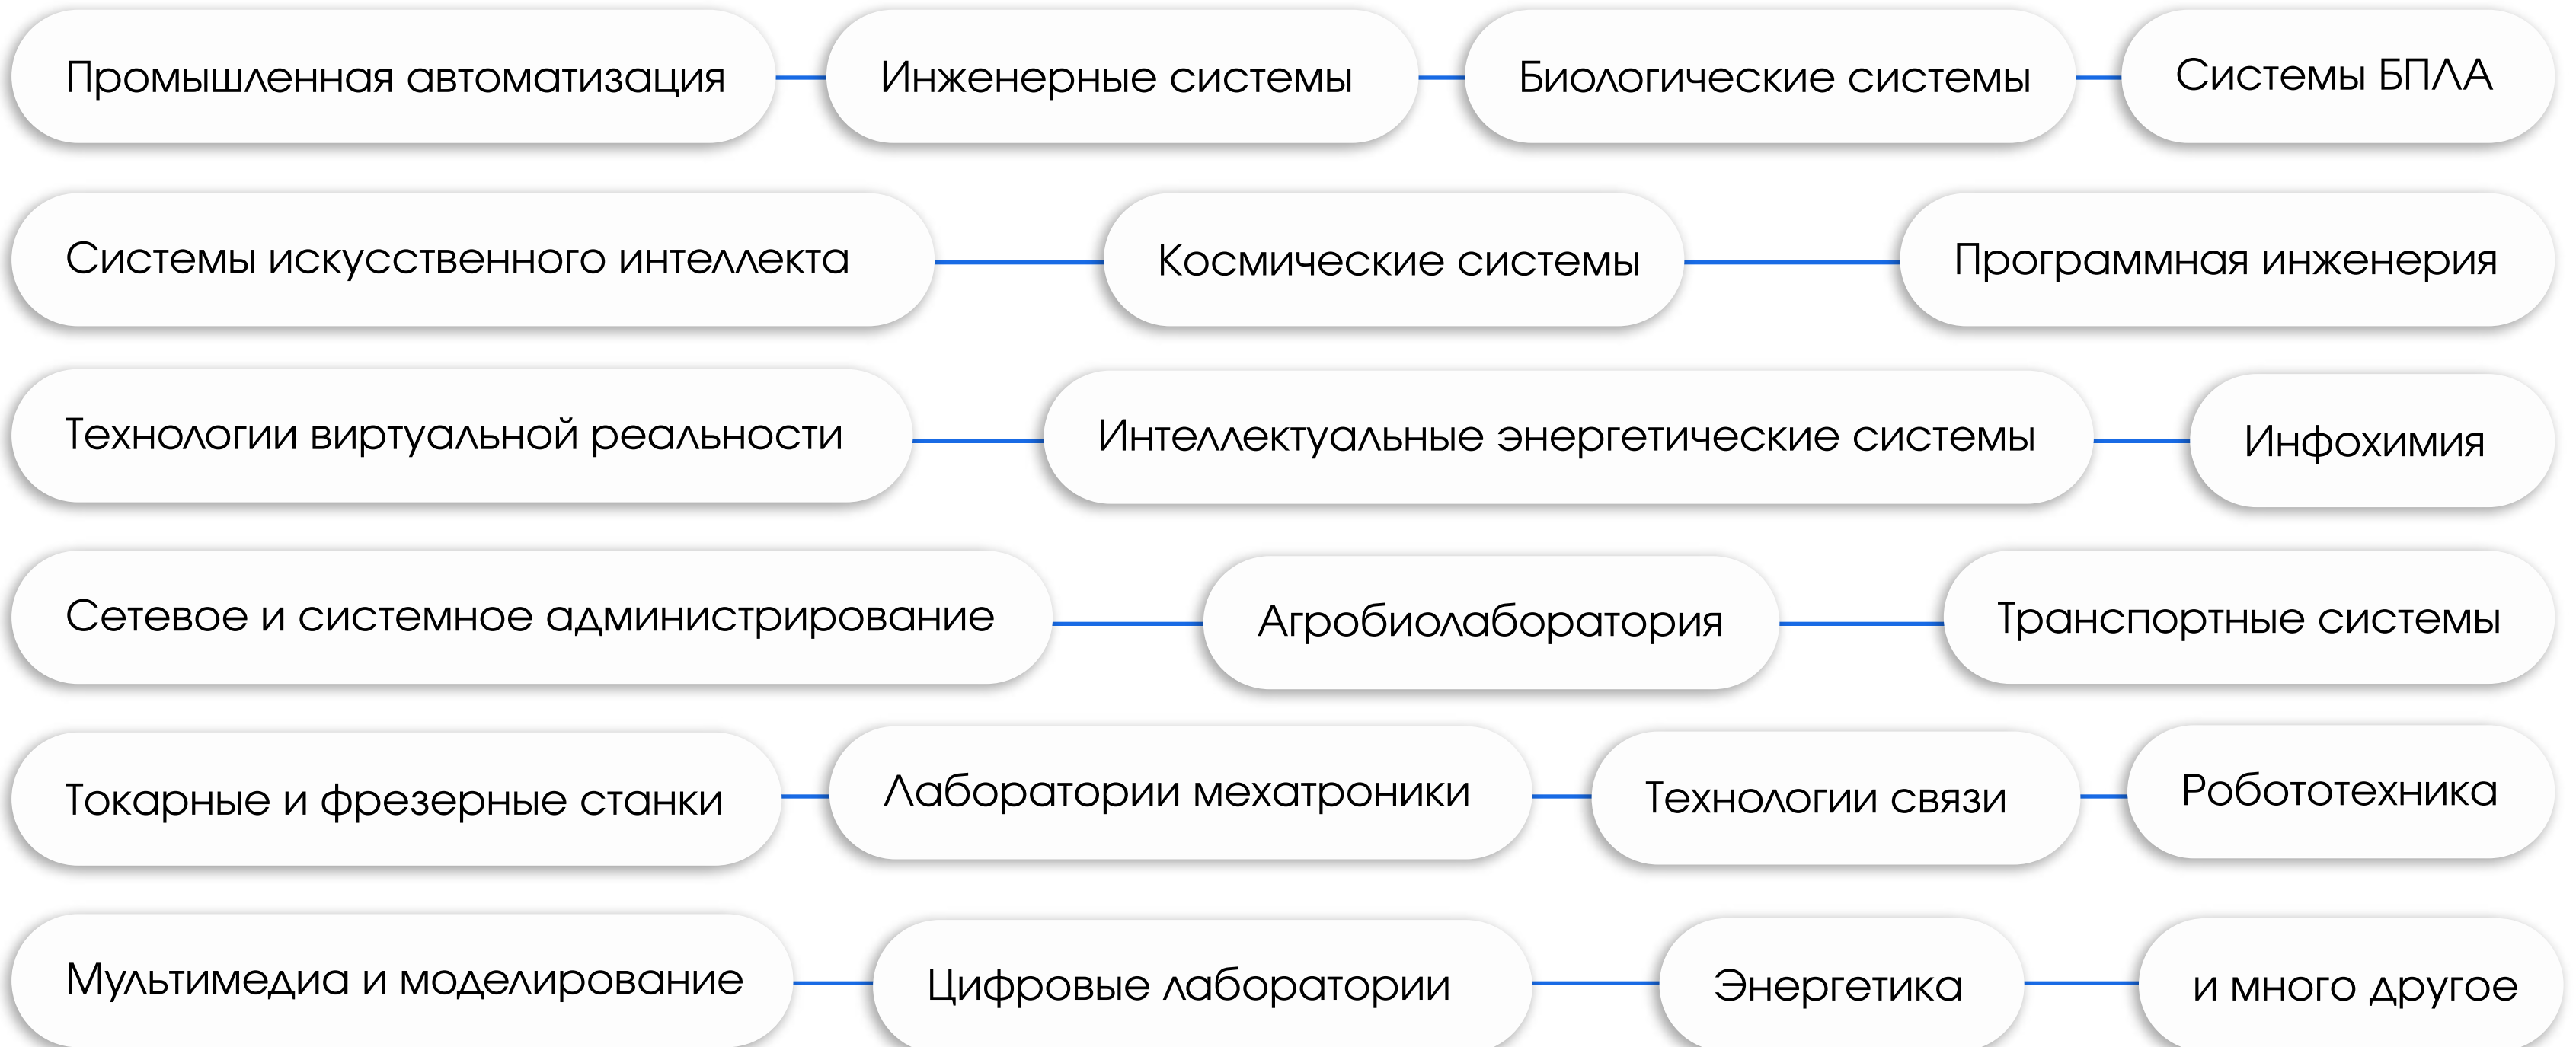 Промышленная автоматизация
Инженерные системы
Биологические системы
Системы БПЛА
Системы искусственного интеллекта
Космические системы
Программная инженерия
Технологии виртуальной реальности
Интеллектуальные энергетические системы
Инфохимия
Сетевое и системное администрирование
Агробиолаборатория
Транспортные системы
Токарные и фрезерные станки
Лаборатории мехатроники
Технологии связи
Робототехника
Мультимедиа и моделирование
Цифровые лаборатории
Энергетика
и много другое